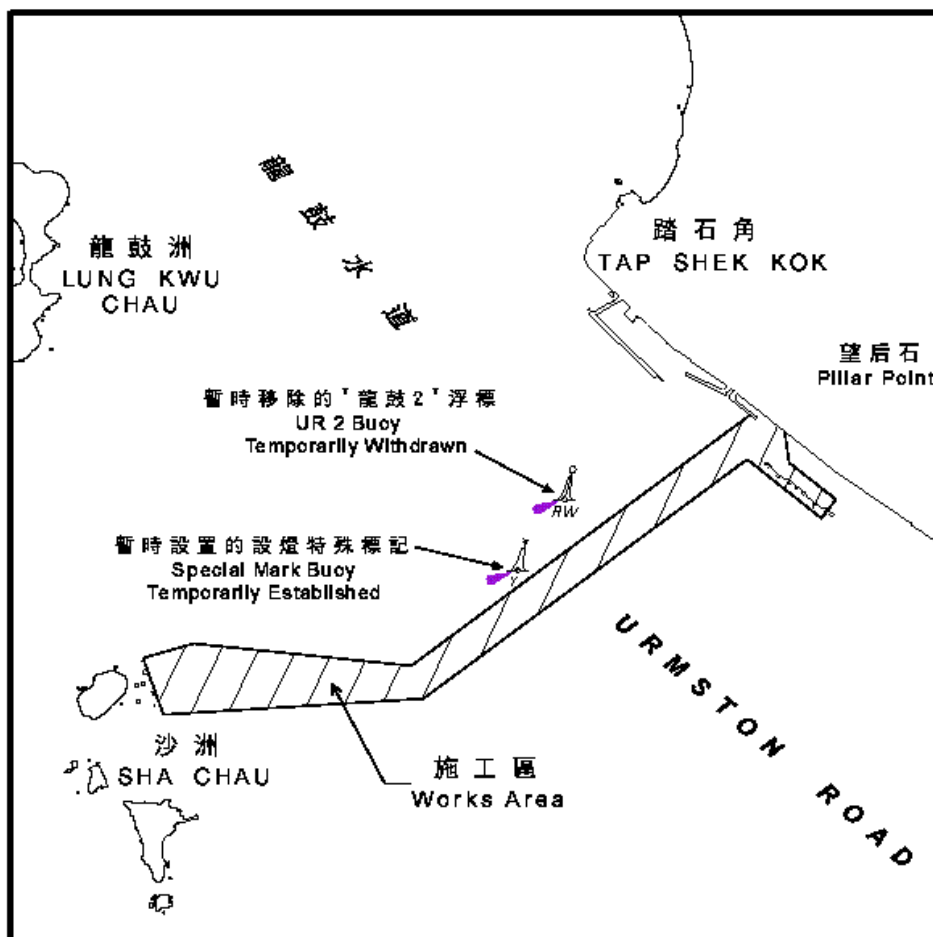 龍鼓水道
踏石角
TAP SHEK KOK
龍鼓洲
LUNG KWU
CHAU
望后石
Pillar Point
暫時移除的"龍鼓2"浮標
UR 2 Buoy
Temporarily Withdrawn
RW
暫時設置的設燈特殊標記
Special Mark Buoy
Temporarily Established
Y
URMSTON ROAD
沙洲
SHA CHAU
施工區
Works Area